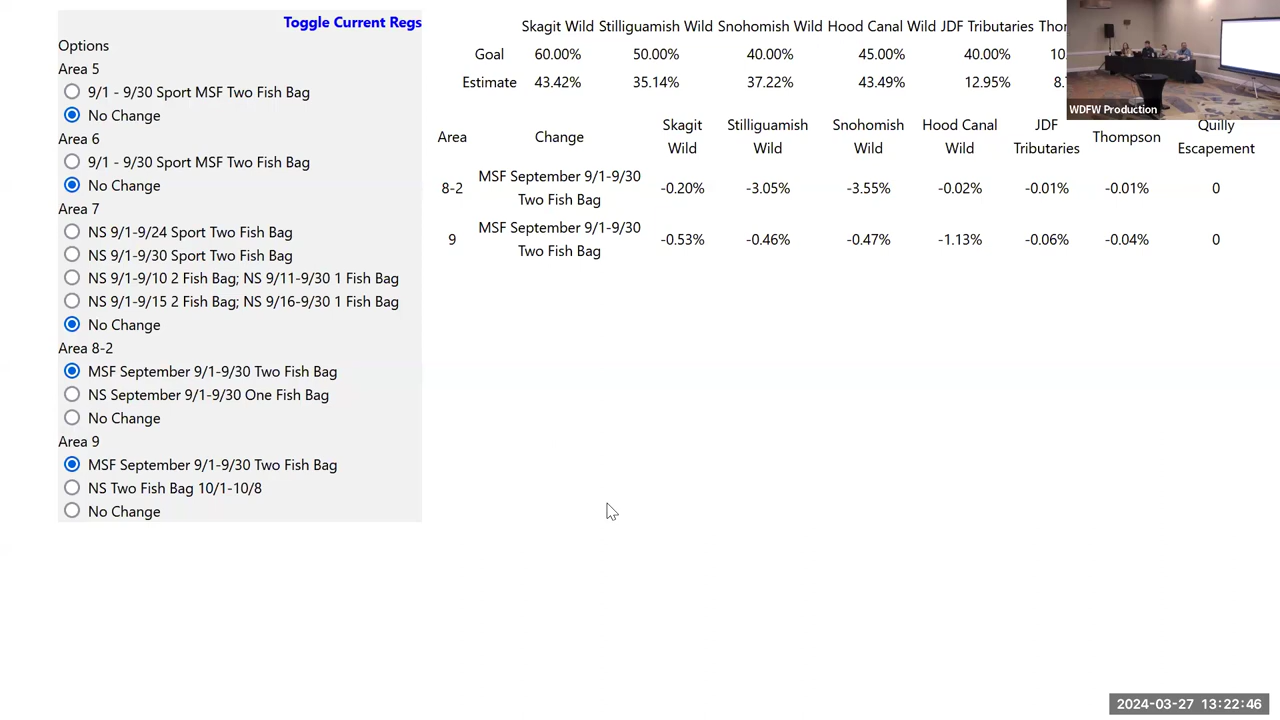 Toggle Current Regs
Options
Area 5
9/1 - 9/30 Sport MSF Two Fish Bag
No Change
Area 6
9/1 - 9/30 Sport MSF Two Fish Bag
No Change
Area 7
NS 9/1-9/24 Sport Two Fish Bag
NS 9/1-9/30 Sport Two Fish Bag
NS 9/1-9/10 2 Fish Bag; NS 9/11-9/30 1 Fish Bag
NS 9/1-9/15 2 Fish Bag; NS 9/16-9/30 1 Fish Bag
No Change
Area 8-2
MSF September 9/1-9/30 Two Fish Bag
NS September 9/1-9/30 One Fish Bag
No Change
Area 9
MSF September 9/1-9/30 Two Fish Bag
NS Two Fish Bag 10/1-10/8
No Change
Skagit Wild Stilliguamish Wild Snohomish Wild Hood Canal Wild JDF Tributaries
Goal 60.00% 50.00% 40.00% 45.00% 40.00%
Estimate 43.42% 35.14% 37.22% 43.49% 12.95%
Area Change Skagit Wild Stilliguamish Wild Snohomish Wild Hood Canal Wild JDF Tributaries Thompson Quilly Escapement
8-2 MSF September 9/1-9/30 Two Fish Bag -0.20% -3.05% -3.55% -0.02% -0.01% -0.01% 0
9 MSF September 9/1-9/30 Two Fish Bag -0.53% -0.46% -0.47% -1.13% -0.06% -0.04% 0
WDFW Production
2024-03-27 13:22:46